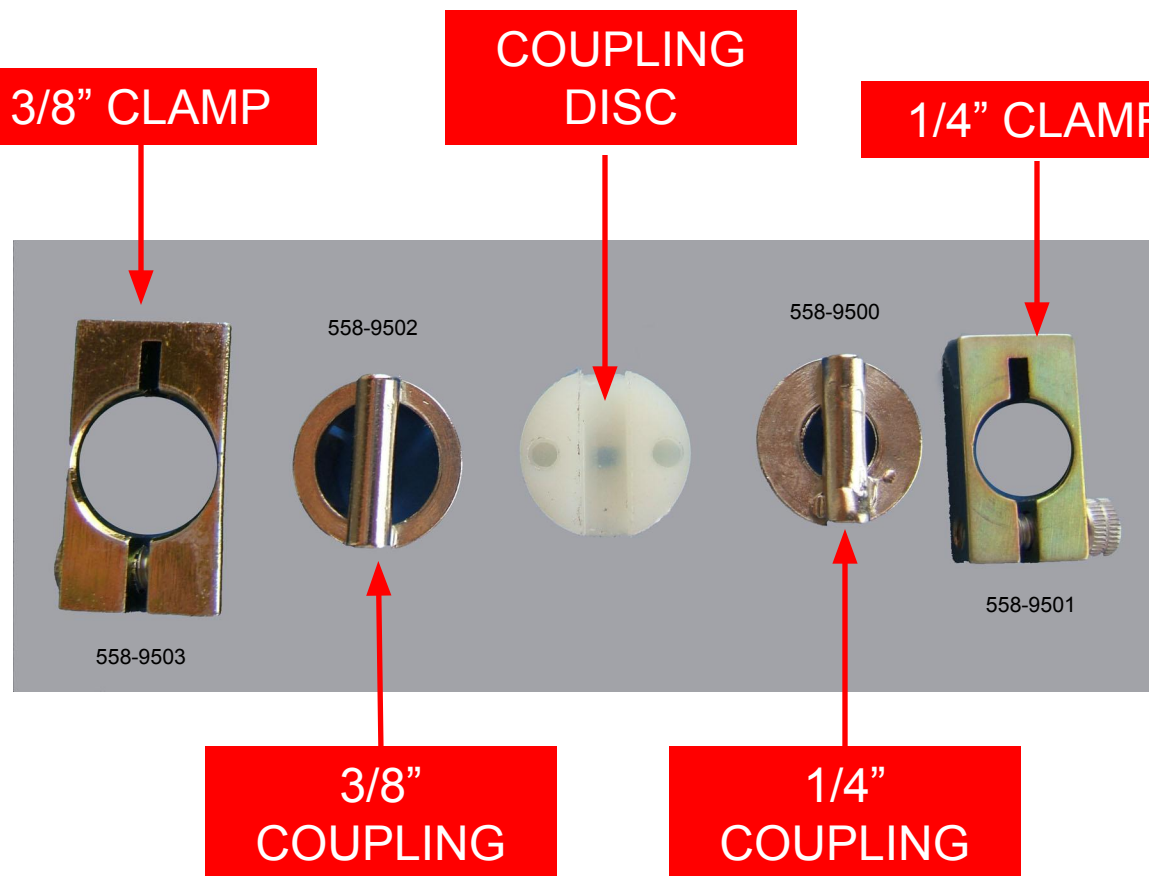 COUPLING
DISC
3/8” CLAMP
1/4” CLAMP
558-9502
558-9500
558-9501
558-9503
3/8”
COUPLING
1/4”
COUPLING